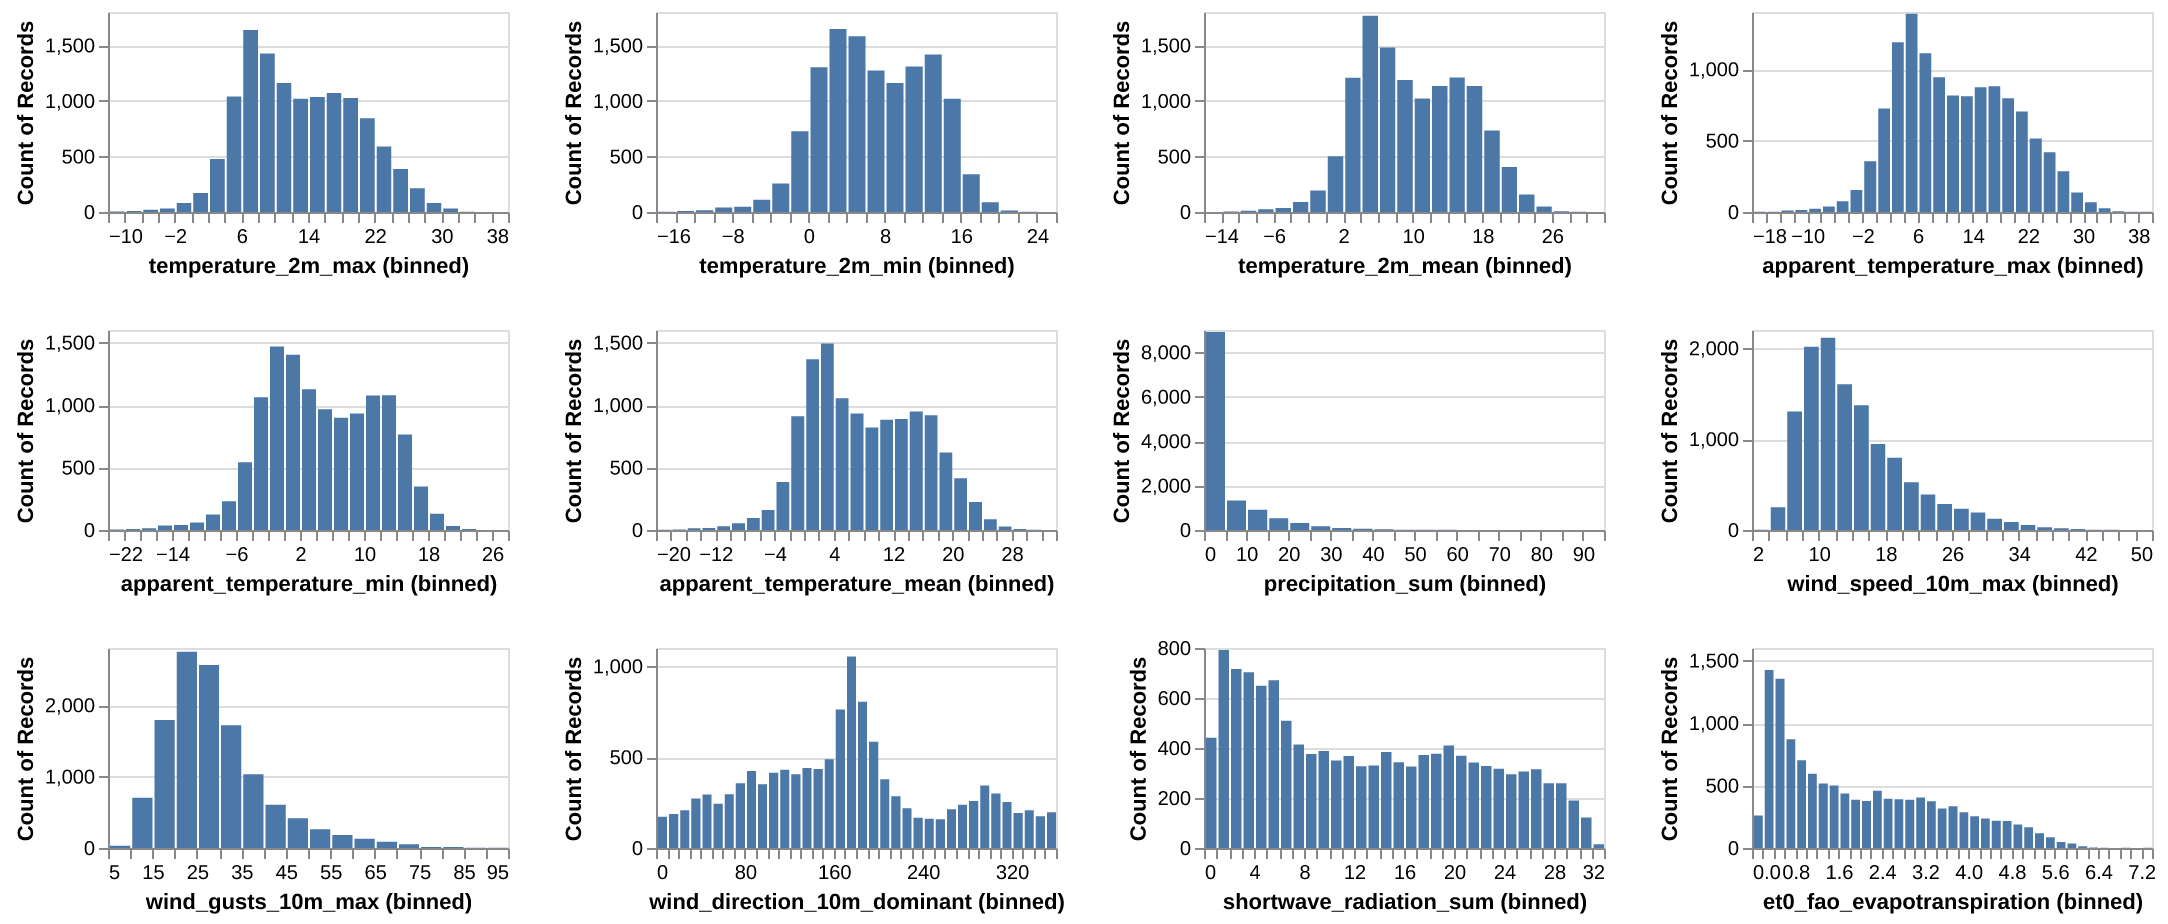 Count of Records
1,500
1,000
500
0
−10 −2 6 14 22 30 38
temperature_2m_max (binned)
Count of Records
1,500
1,000
500
0
−16 −8 0 8 16 24
temperature_2m_min (binned)
Count of Records
1,500
1,000
500
0
−14 −6 2 10 18 26
temperature_2m_mean (binned)
Count of Records
1,000
500
0
−18 −10 −2 6 14 22 30 38
apparent_temperature_max (binned)
Count of Records
1,500
1,000
500
0
−22 −14 −6 2 10 18 26
apparent_temperature_min (binned)
Count of Records
1,500
1,000
500
0
−20 −12 −4 4 12 20 28
apparent_temperature_mean (binned)
Count of Records
8,000
6,000
4,000
2,000
0
0 10 20 30 40 50 60 70 80 90
precipitation_sum (binned)
Count of Records
2,000
1,000
0
2 10 18 26 34 42 50
wind_speed_10m_max (binned)
Count of Records
2,000
1,000
0
5 15 25 35 45 55 65 75 85 95
wind_gusts_10m_max (binned)
Count of Records
1,000
500
0
0 80 160 240 320
wind_direction_10m_dominant (binned)
Count of Records
800
600
400
200
0
0 4 8 12 16 20 24 28 32
shortwave_radiation_sum (binned)
Count of Records
1,500
1,000
500
0
0.0 0.8 1.6 2.4 3.2 4.0 4.8 5.6 6.4 7.2
et0_fao_evapotranspiration (binned)